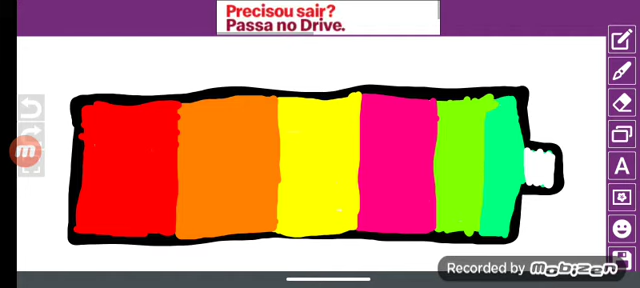 Precisou sair?
Passa no Drive.
A
M
Recorded by Mobizen